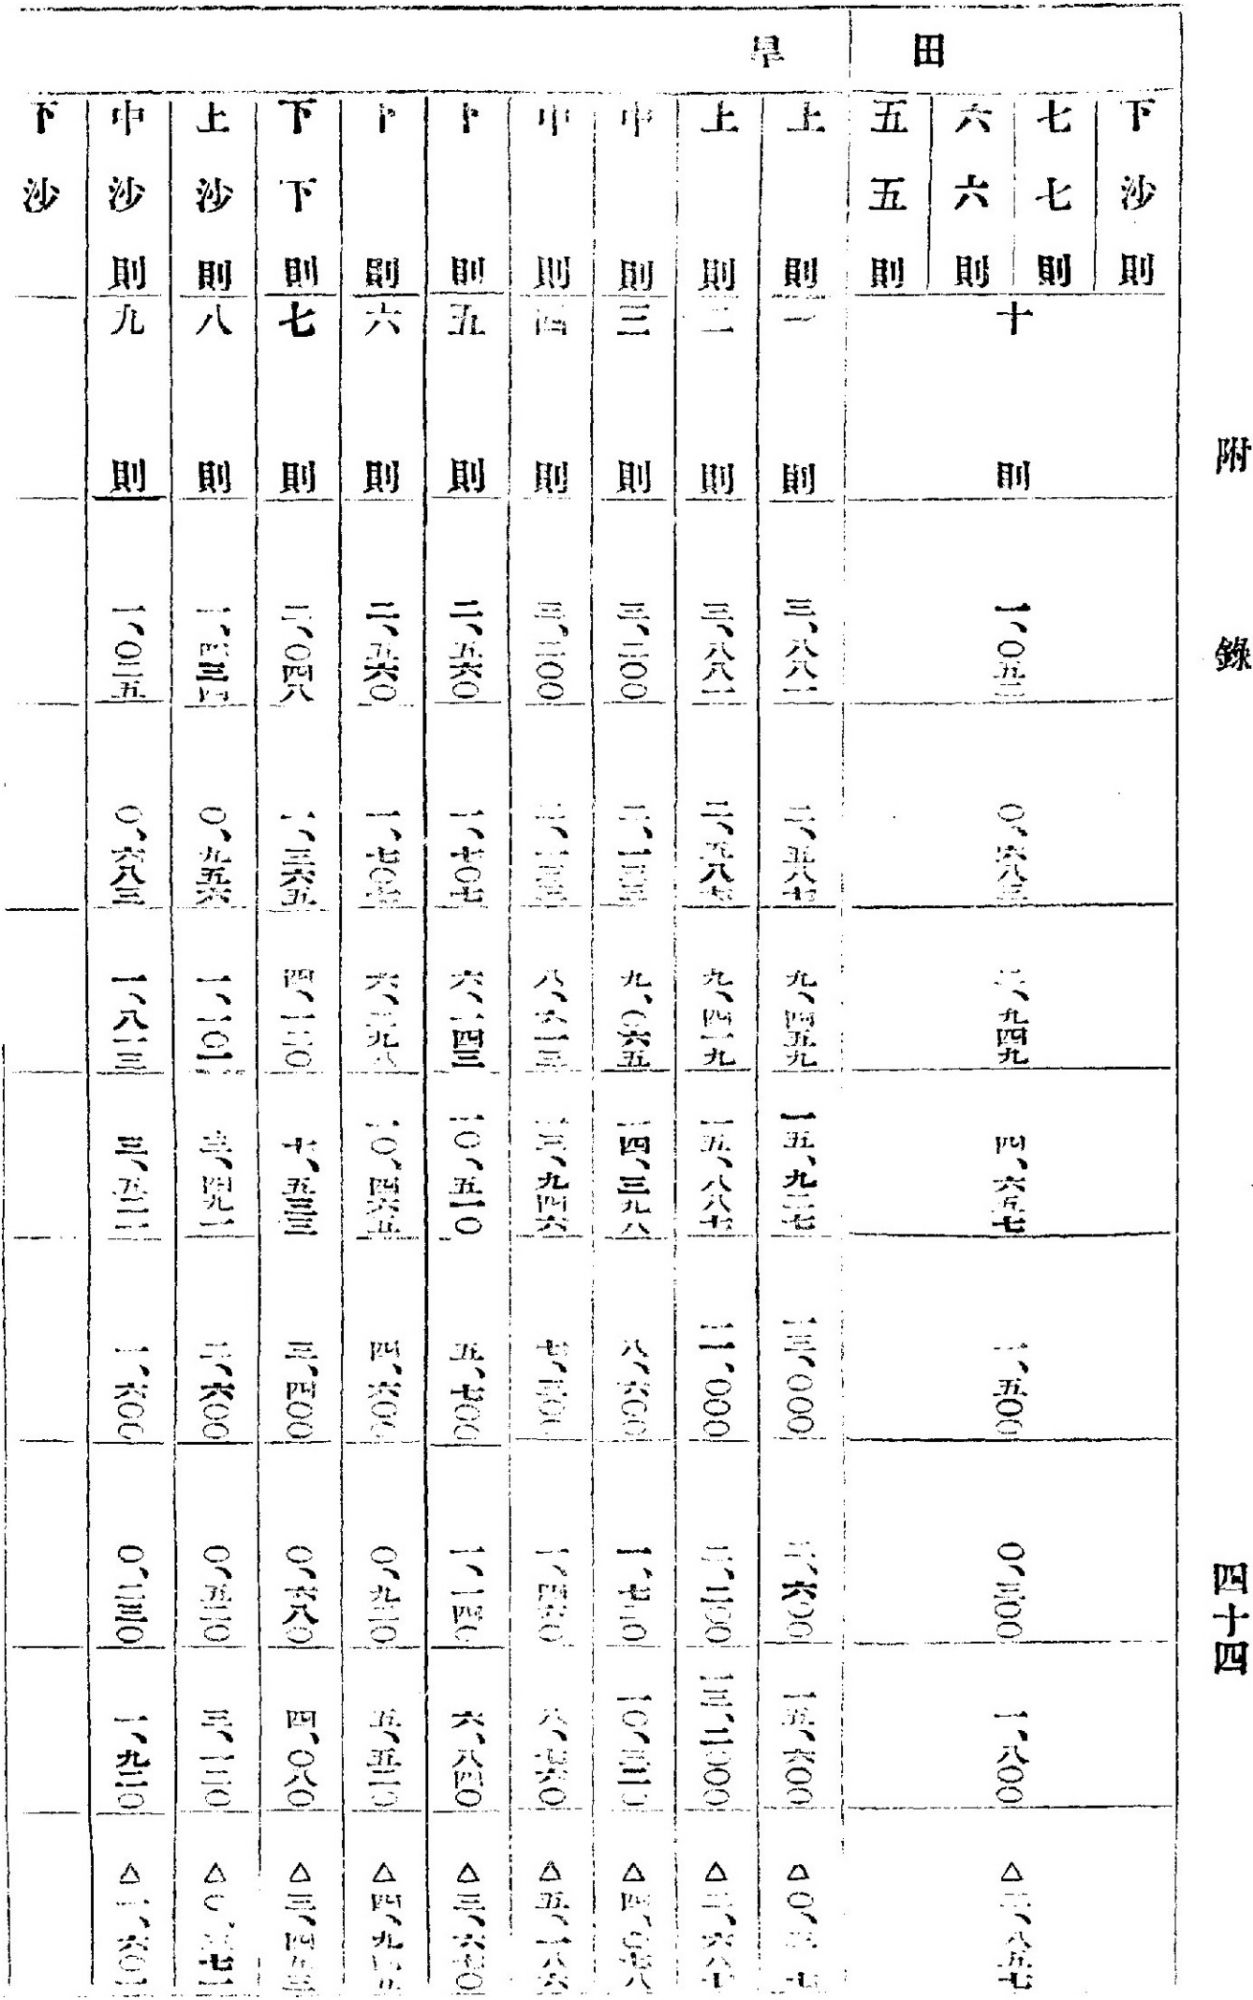 附錄 四十四
田
下沙則
七七則
六六則
五五則
十則 一、〇五二 〇、六八三 二、九四九 四、六五七 一、五〇〇 〇、三〇〇 一、八〇〇 △二、八五七
旱
上則 一則 三、八八一 二、五八七 九、四五九 一五、九二七 一三、〇〇〇 二、六〇〇 一五、六〇〇 △〇、三二七
上則 二則 三、八八一 二、五八七 九、四一九 一五、八八七 一一、〇〇〇 二、二〇〇 一三、二〇〇 △二、六八七
中則 三則 三、二〇〇 二、一三三 九、〇六五 一四、三九八 八、六〇〇 一、七二〇 一〇、三二〇 △四、〇七八
中則 四則 三、二〇〇 二、一三三 八、六一三 一三、九四六 七、三〇〇 一、四六〇 八、七六〇 △五、一八六
下則 五則 二、五六〇 一、七〇七 六、一四三 一〇、五一〇 五、七〇〇 一、一四〇 六、八四〇 △三、六七〇
下則 六則 二、五六〇 一、七〇七 六、一九八 一〇、四六五 四、六〇〇 〇、九二〇 五、五二〇 △四、九四五
下下則 七則 二、〇四八 一、三六五 四、一二〇 七、五三三 三、四〇〇 〇、六八〇 四、〇八〇 △三、四五三
上沙則 八則 一、四三四 〇、九五六 一、一〇一 三、四九一 二、六〇〇 〇、五二〇 三、一二〇 △〇、三七一
中沙則 九則 一、〇二五 〇、六八三 一、八一三 三、五二一 一、六〇〇 〇、三二〇 一、九二〇 △一、六〇一
下沙